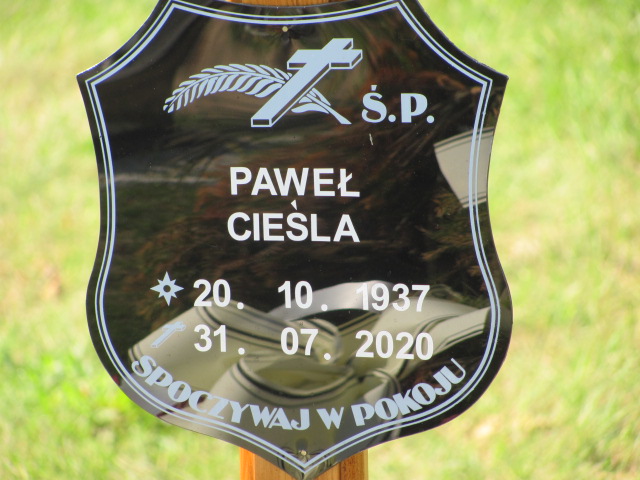 Ś.P.
PAWEŁ
CIEŚLA
20. 10. 1937
31. 07. 2020
SPOCZYWAJ W POKOJU